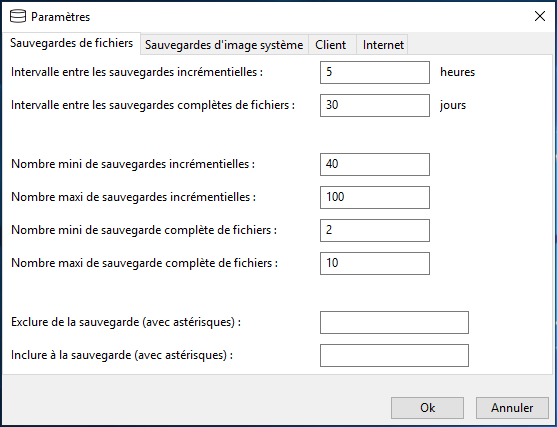 Paramètres
Sauvegardes de fichiers Sauvegardes d'image système Client Internet
Intervalle entre les sauvegardes incrémentielles : 5 heures
Intervalle entre les sauvegardes complètes de fichiers : 30 jours
Nombre mini de sauvegardes incrémentielles : 40
Nombre maxi de sauvegardes incrémentielles : 100
Nombre mini de sauvegarde complète de fichiers : 2
Nombre maxi de sauvegarde complète de fichiers : 10
Exclure de la sauvegarde (avec astérisques) :
Inclure à la sauvegarde (avec astérisques) :
Ok Annuler